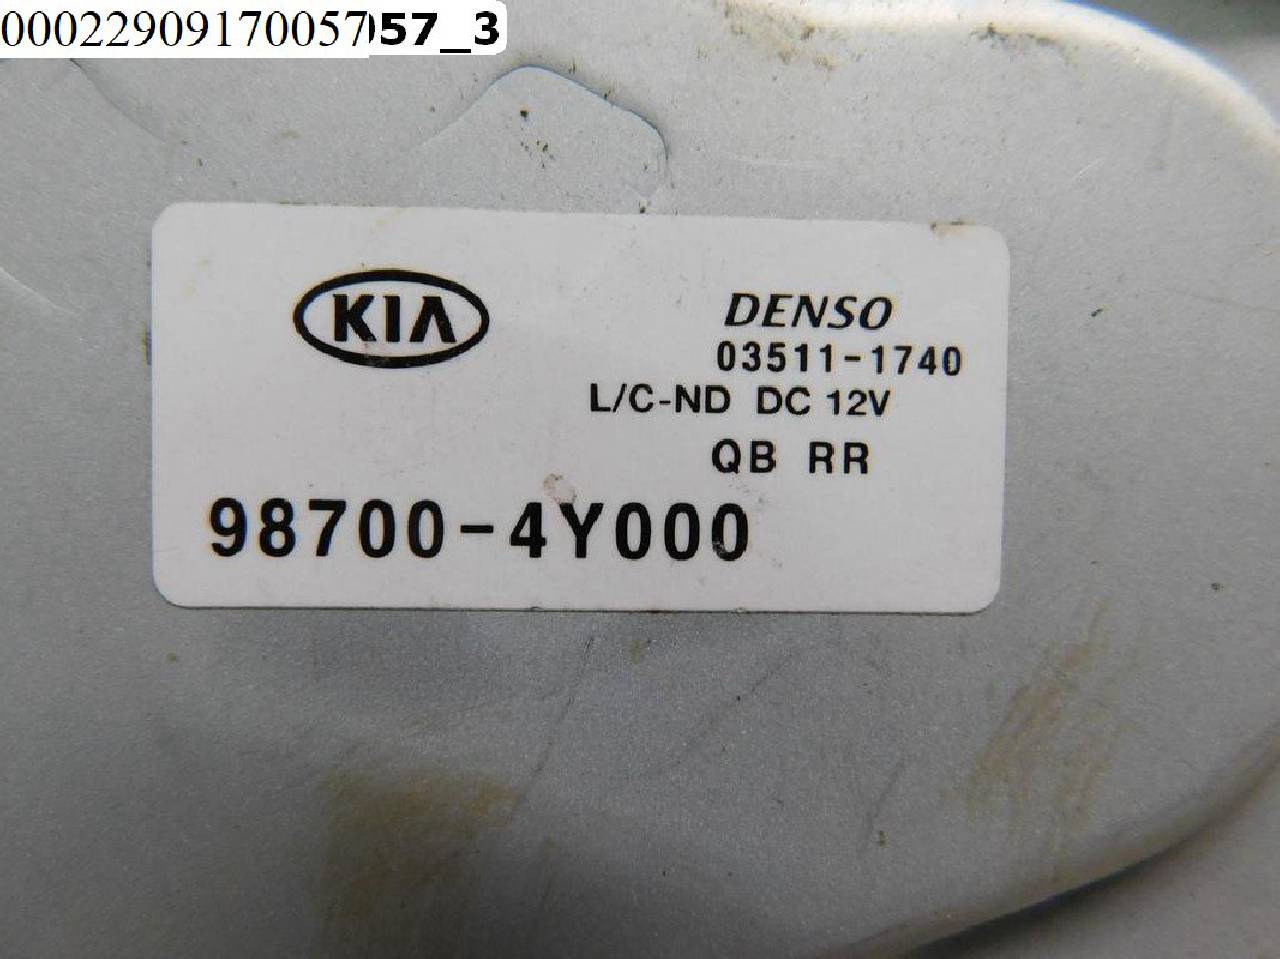 00022909170057057_3
KIA
DENSO
03511-1740
L/C-ND DC 12V
QB RR
98700-4Y000